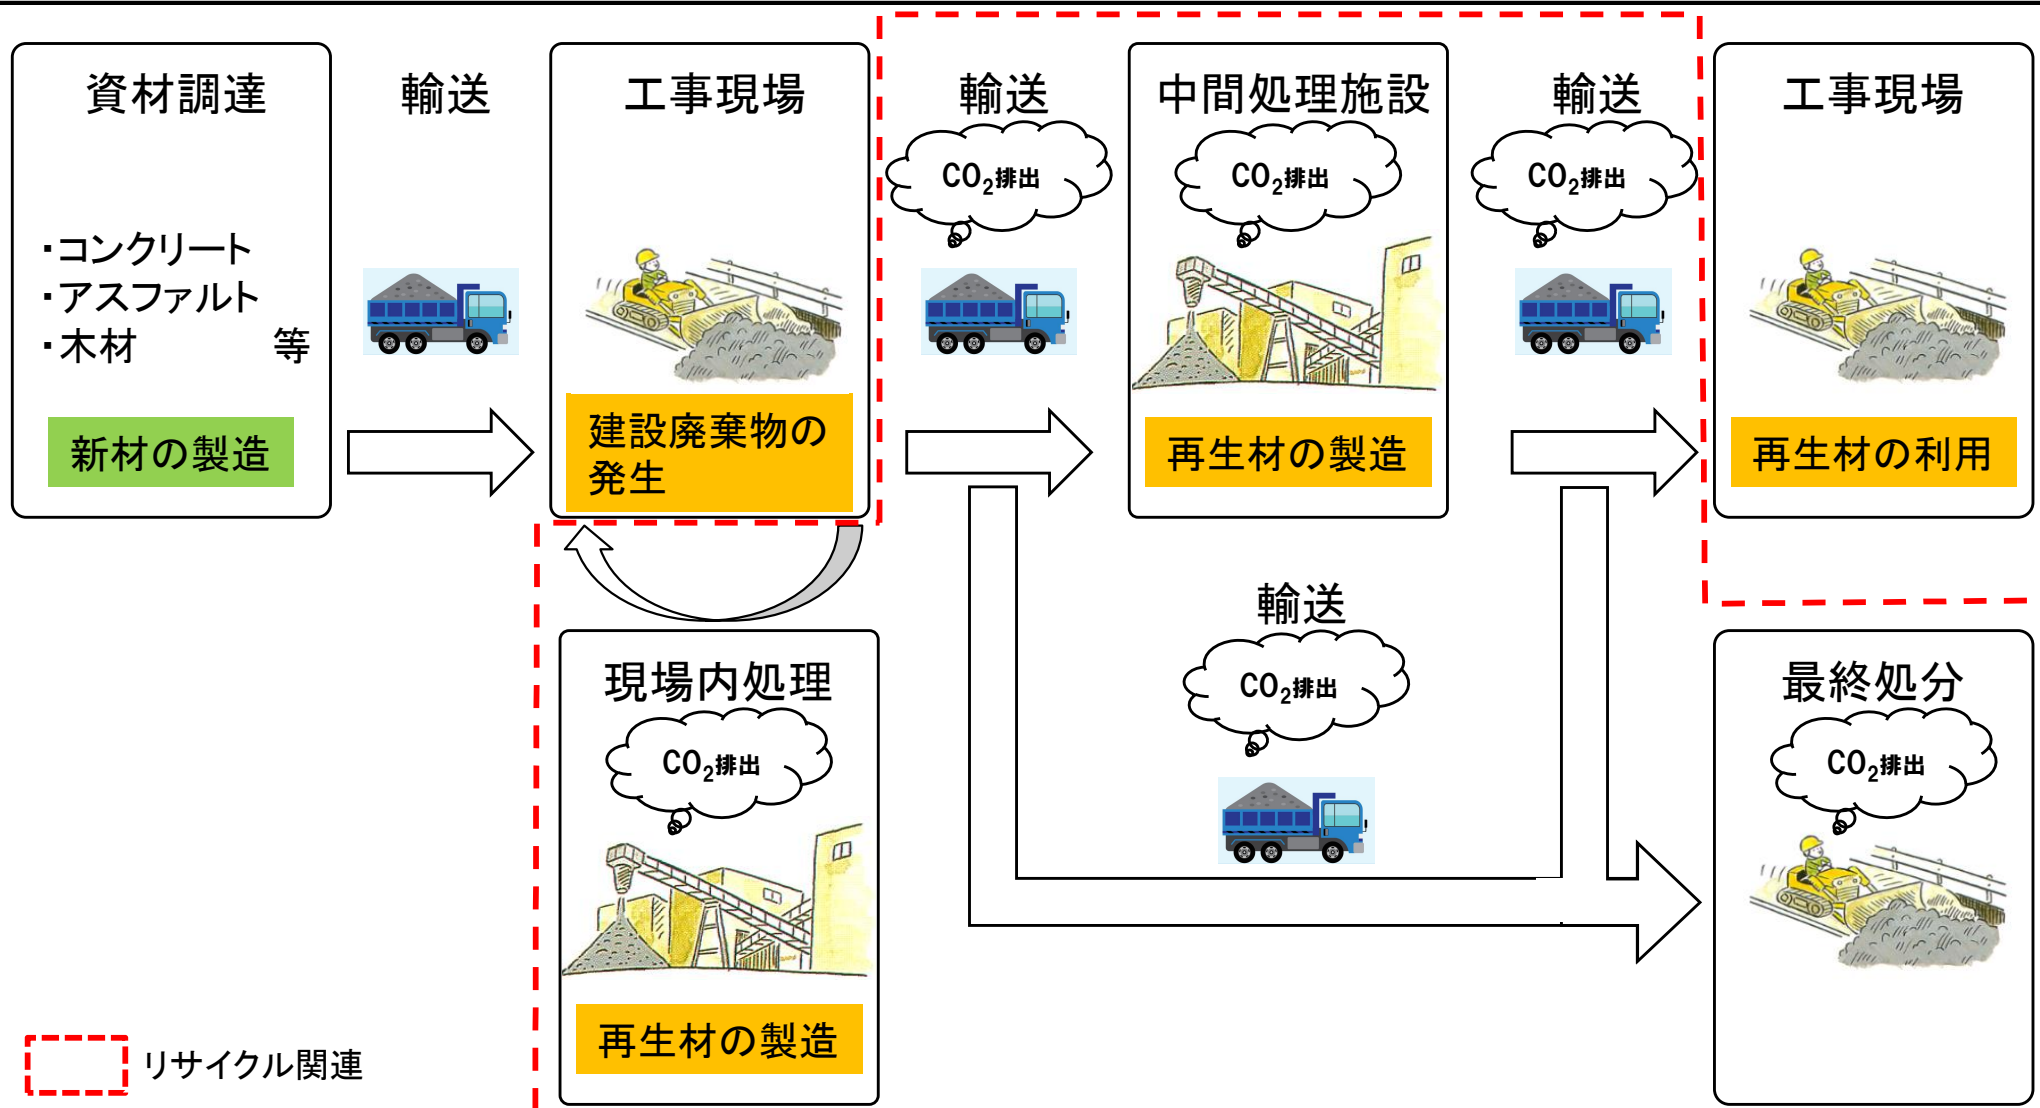 資材調達
輸送
工事現場
輸送
中間処理施設
輸送
工事現場
CO₂排出
CO₂排出
CO₂排出
・コンクリート
・アスファルト
・木材　　　等
新材の製造
建設廃棄物の
発生
再生材の製造
再生材の利用
輸送
CO₂排出
現場内処理
CO₂排出
再生材の製造
最終処分
CO₂排出
リサイクル関連